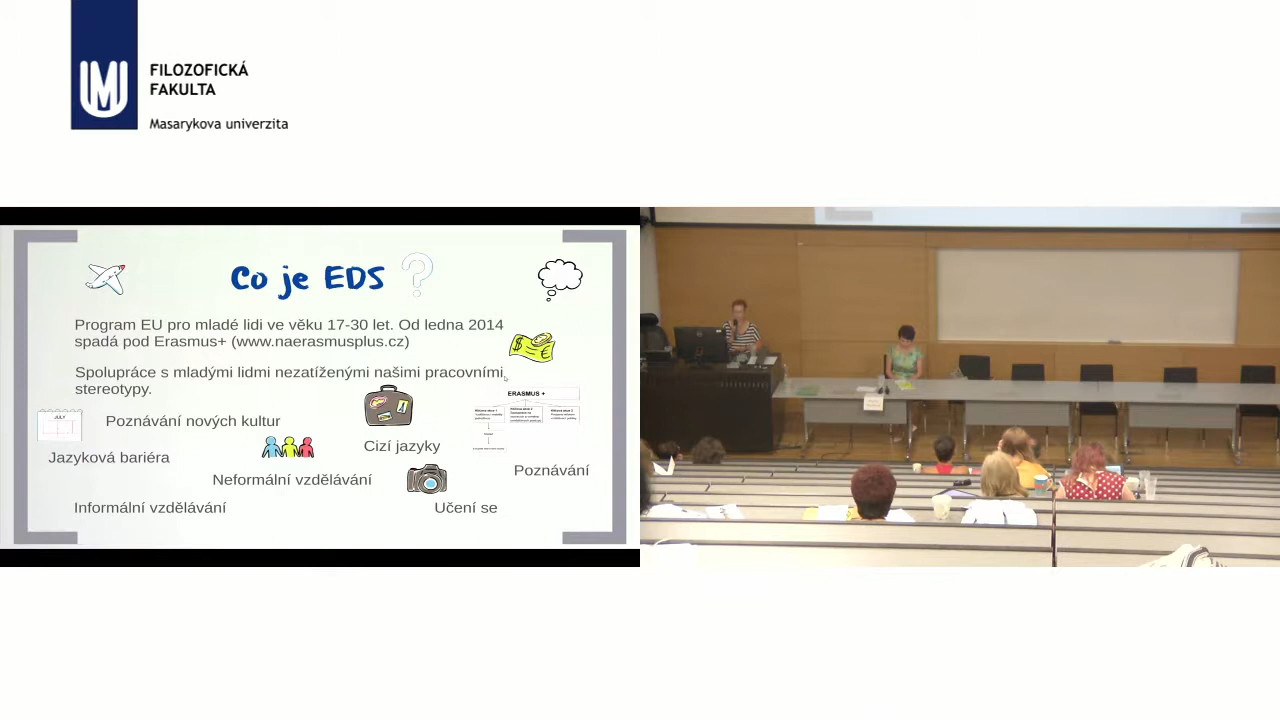 FILOZOFICKÁ
FAKULTA
Masarykova univerzita
Co je EDS ?
Program EU pro mladé lidi ve věku 17-30 let. Od ledna 2014
spadá pod Erasmus+ (www.naerasmusplus.cz)
Spolupráce s mladými lidmi nezatíženými našimi pracovními
stereotypy.
ERASMUS +
JULY
Poznávání nových kultur
Cizí jazyky
Jazyková bariéra
Poznávání
Neformální vzdělávání
Informální vzdělávání
Učení se